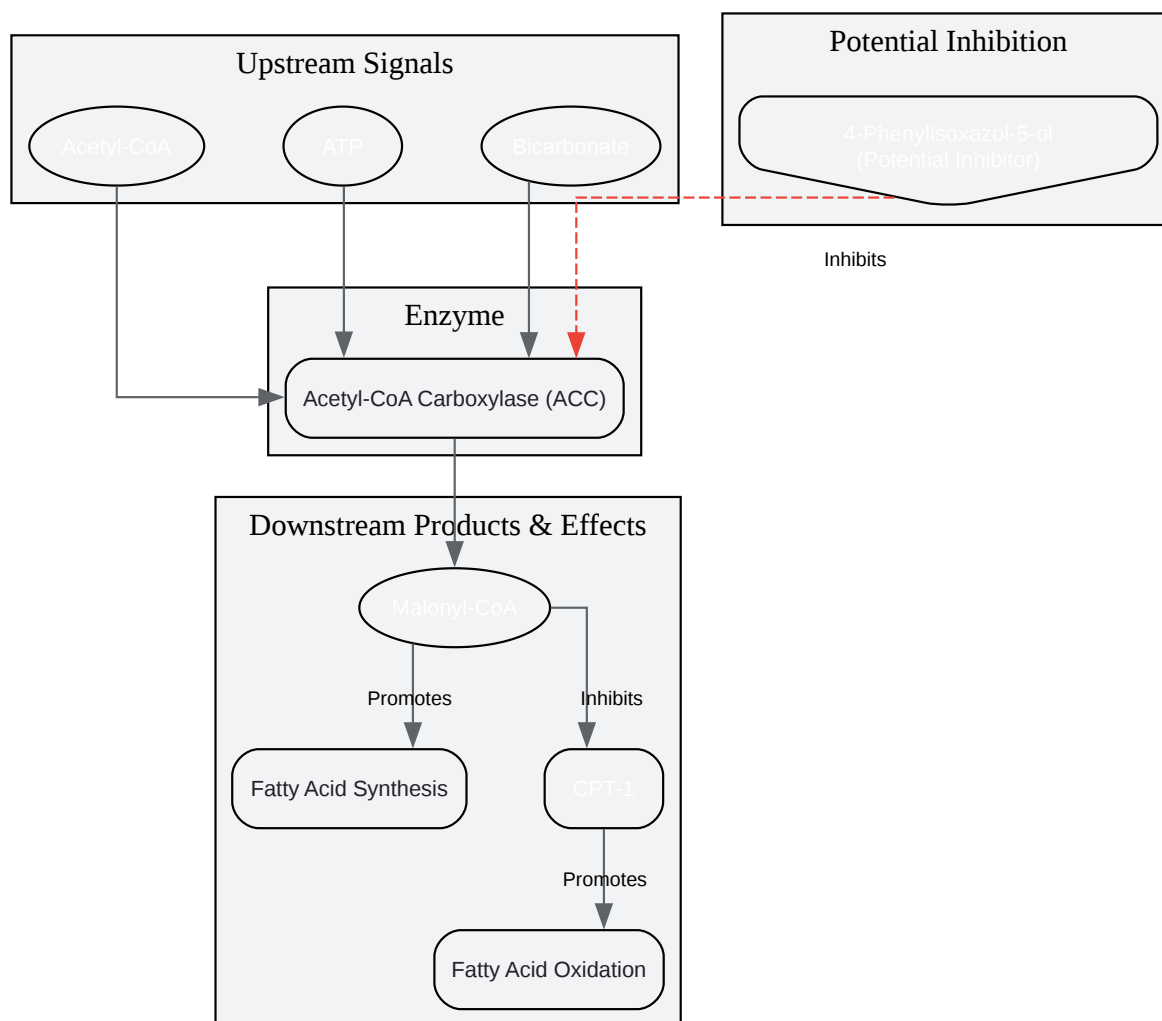 Upstream Signals
Potential Inhibition
Acetyl-CoA
ATP
Bicarbonate
4-Phenylisoxazol-5-ol
(Potential Inhibitor)
Inhibits
Enzyme
Acetyl-CoA Carboxylase (ACC)
Downstream Products & Effects
Malonyl-CoA
Promotes
Inhibits
Fatty Acid Synthesis
CPT-1
Promotes
Fatty Acid Oxidation